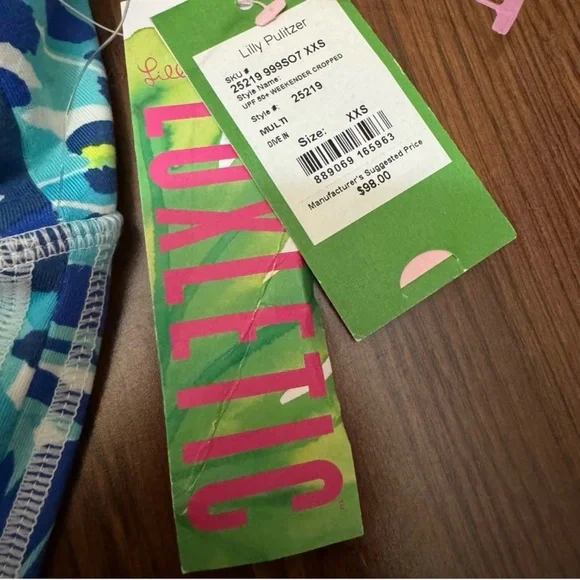 Lilly Pulitzer
SKU #
25219 999SO7 XXS
Style Name:
UPF 50+ WEEKENDER CROPPED
Style #: 25219
MULTI
DIVE IN
Size: XXS
889069 165963
Manufacturer's Suggested Price
$98.00
Lill
LUXLETIC